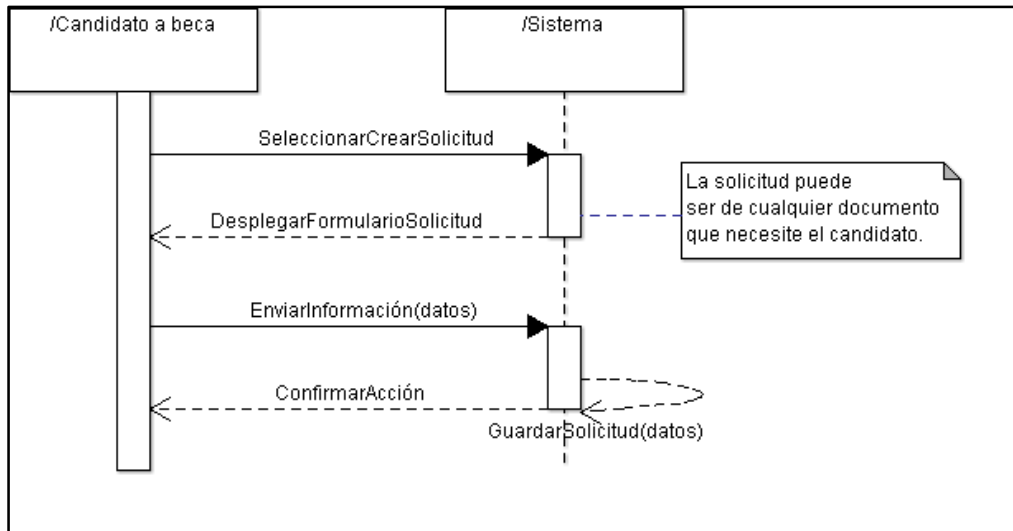 /Candidato a beca
/Sistema
SeleccionarCrearSolicitud
La solicitud puede
ser de cualquier documento
que necesite el candidato.
DesplegarFormularioSolicitud
EnviarInformación(datos)
ConfirmarAcción
GuardarSolicitud(datos)